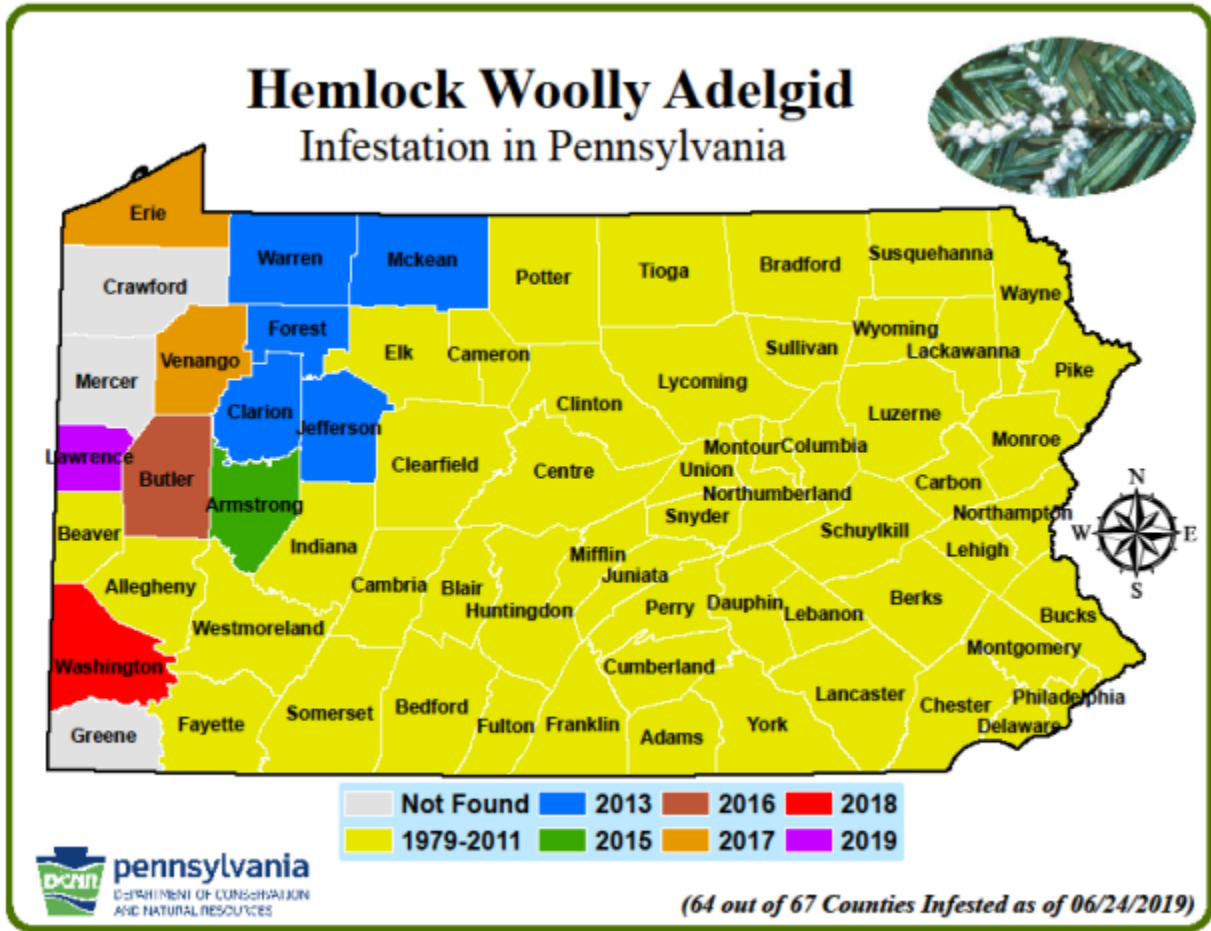 Hemlock Woolly Adelgid
Infestation in Pennsylvania
Erie
Warren
Mckean
Potter
Tioga
Bradford
Susquehanna
Wayne
Crawford
Forest
Venango
Elk
Cameron
Sullivan
Wyoming
Lackawanna
Pike
Mercer
Lycoming
Clarion
Jefferson
Clinton
Luzerne
Monroe
Lawrence
Butler
Armstrong
Clearfield
Centre
Union
Montour
Columbia
Northumberland
Carbon
Northampton
Snyder
Schuylkill
Lehigh
Beaver
Indiana
Allegheny
Cambria
Blair
Huntingdon
Mifflin
Juniata
Perry
Dauphin
Lebanon
Berks
Bucks
Westmoreland
Montgomery
Washington
Cumberland
Lancaster
Chester
Philadelphia
Delaware
Greene
Fayette
Somerset
Bedford
Fulton
Franklin
Adams
York
N
W E
S
Not Found 2013 2016 2018
1979-2011 2015 2017 2019
DCNR
pennsylvania
DEPARTMENT OF CONSERVATION
AND NATURAL RESOURCES
(64 out of 67 Counties Infested as of 06/24/2019)